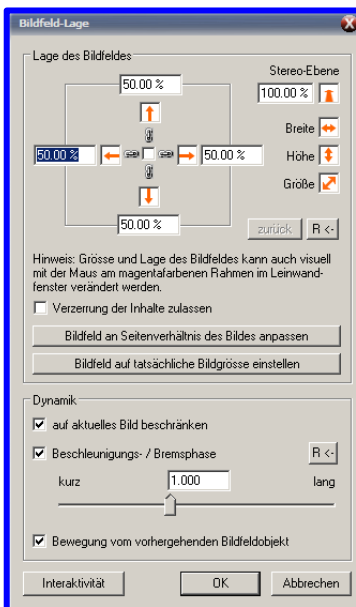 Bildfeld-Lage
Lage des Bildfeldes
50.00 %
Stereo-Ebene
100.00 %
50.00 %
50.00 %
50.00 %
Breite
Höhe
Größe
zurück
R <-
Hinweis: Grösse und Lage des Bildfeldes kann auch visuell
mit der Maus am magentafarbenen Rahmen im Leinwand-
fenster verändert werden.
Verzerrung der Inhalte zulassen
Bildfeld an Seitenverhältnis des Bildes anpassen
Bildfeld auf tatsächliche Bildgrösse einstellen
Dynamik
auf aktuelles Bild beschränken
Beschleunigungs- / Bremsphase
R <-
kurz
1.000
lang
Bewegung vom vorhergehenden Bildfeldobjekt
Interaktivität
OK
Abbrechen